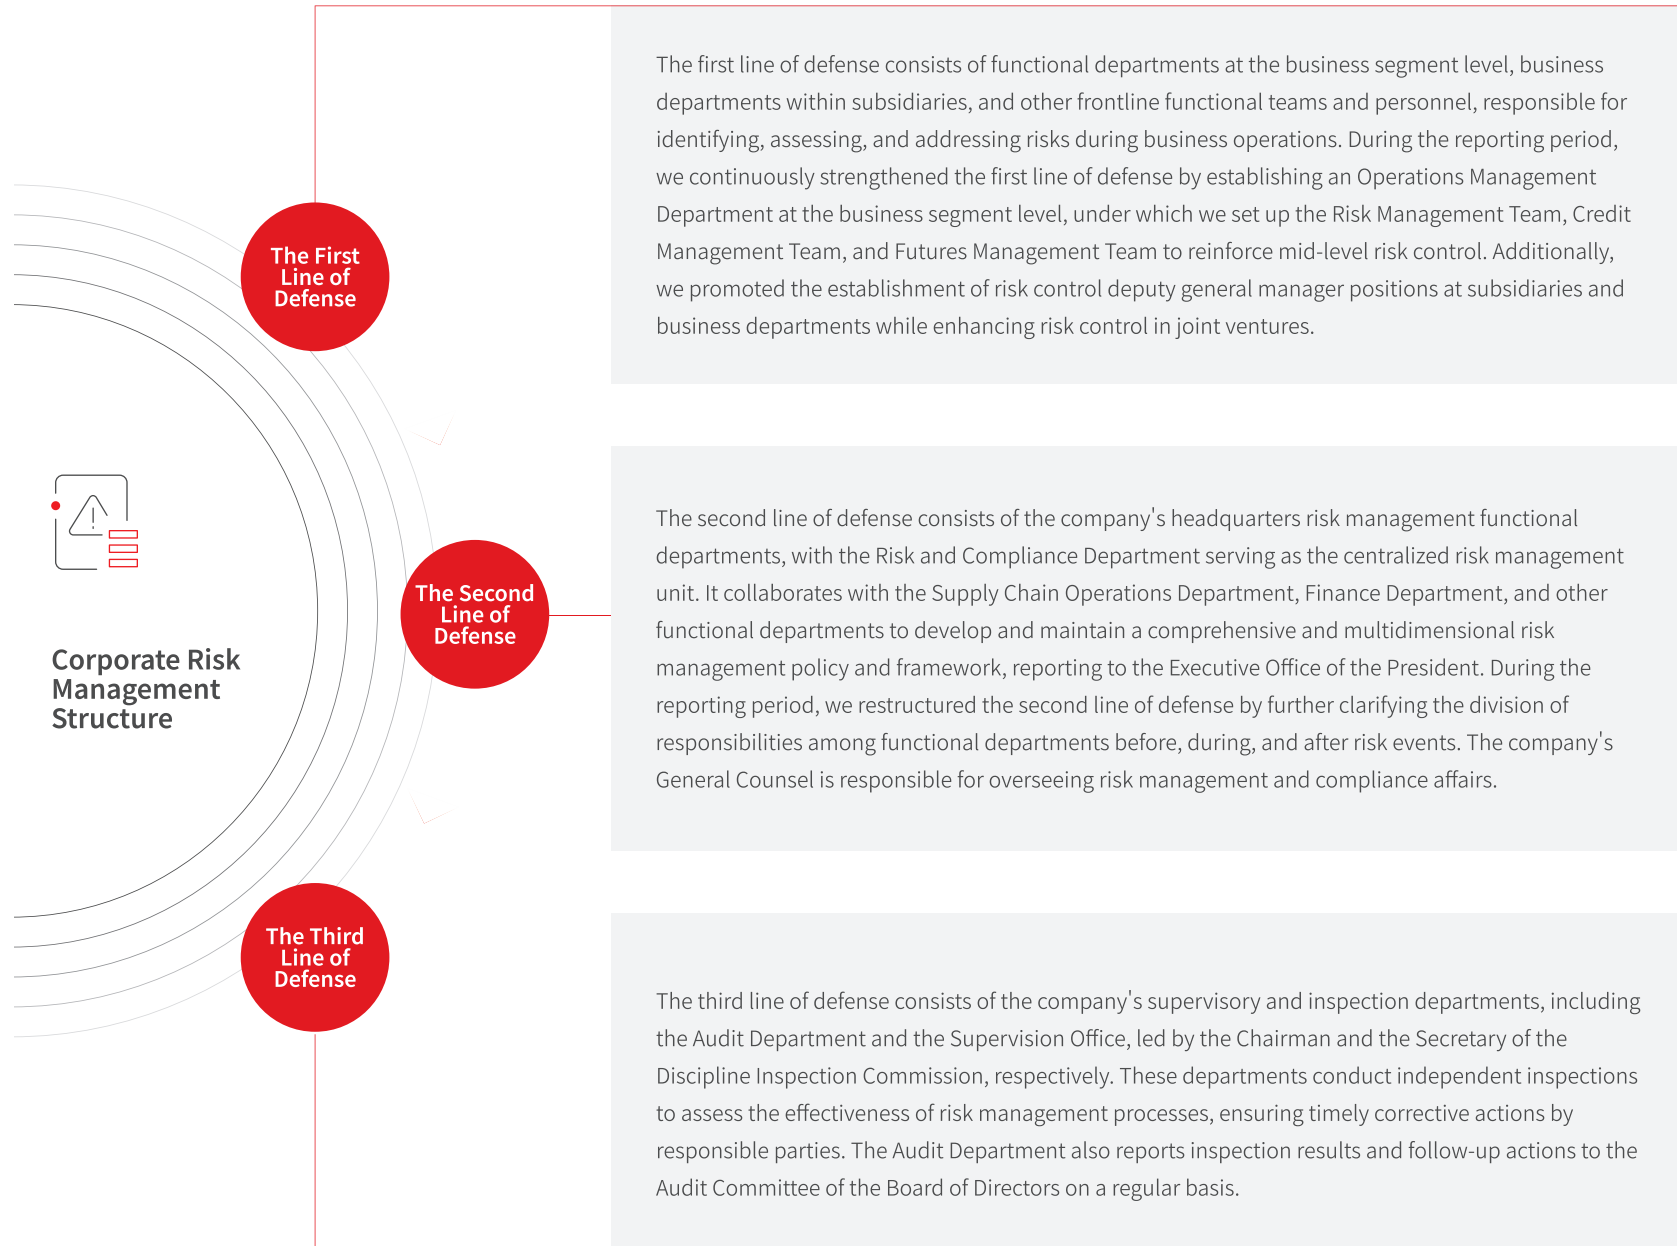 The first line of defense consists of functional departments at the business segment level, business
departments within subsidiaries, and other frontline functional teams and personnel, responsible for
identifying, assessing, and addressing risks during business operations. During the reporting period,
we continuously strengthened the first line of defense by establishing an Operations Management
Department at the business segment level, under which we set up the Risk Management Team, Credit
Management Team, and Futures Management Team to reinforce mid-level risk control. Additionally,
we promoted the establishment of risk control deputy general manager positions at subsidiaries and
business departments while enhancing risk control in joint ventures.
The First
Line of
Defense
The second line of defense consists of the company's headquarters risk management functional
departments, with the Risk and Compliance Department serving as the centralized risk management
unit. It collaborates with the Supply Chain Operations Department, Finance Department, and other
functional departments to develop and maintain a comprehensive and multidimensional risk
management policy and framework, reporting to the Executive Office of the President. During the
reporting period, we restructured the second line of defense by further clarifying the division of
responsibilities among functional departments before, during, and after risk events. The company's
General Counsel is responsible for overseeing risk management and compliance affairs.
The Second
Line of
Defense
Corporate Risk
Management
Structure
The Third
Line of
Defense
The third line of defense consists of the company's supervisory and inspection departments, including
the Audit Department and the Supervision Office, led by the Chairman and the Secretary of the
Discipline Inspection Commission, respectively. These departments conduct independent inspections
to assess the effectiveness of risk management processes, ensuring timely corrective actions by
responsible parties. The Audit Department also reports inspection results and follow-up actions to the
Audit Committee of the Board of Directors on a regular basis.